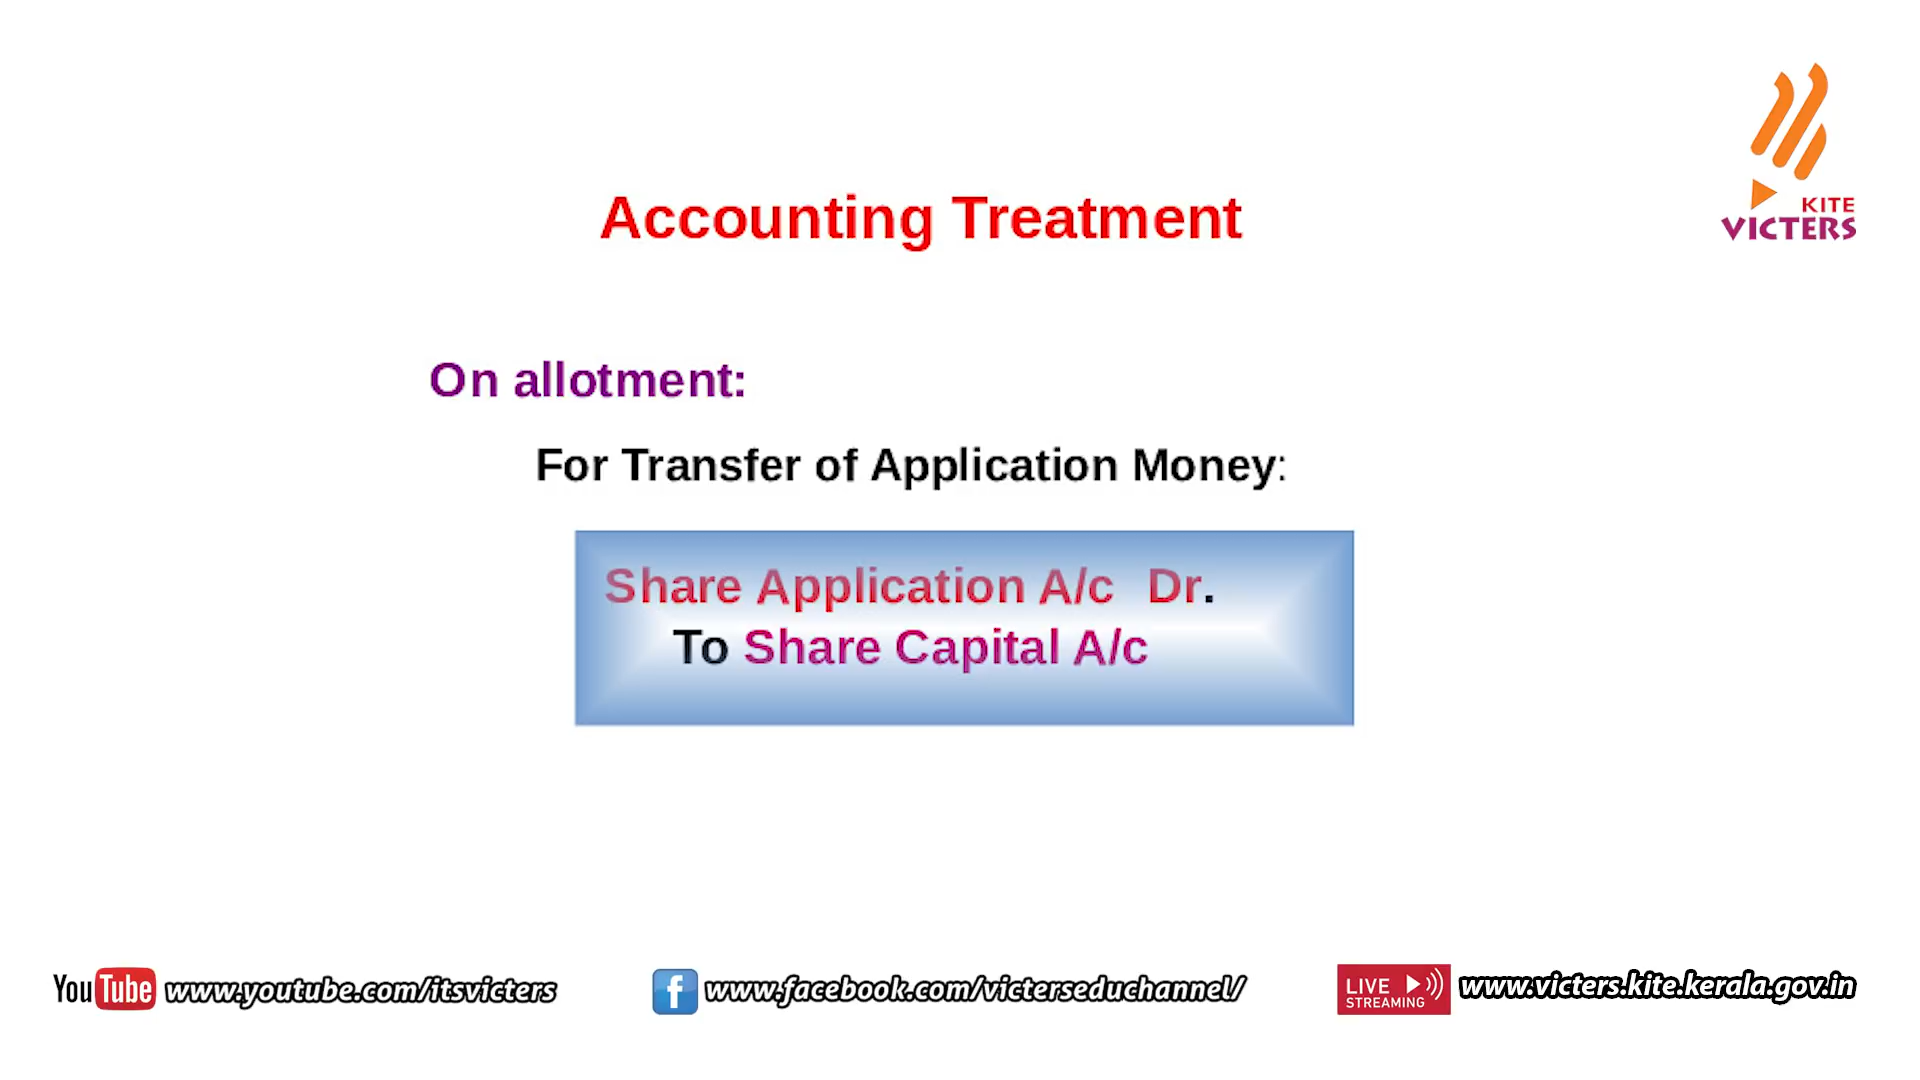 KITE
VICTERS
Accounting Treatment
On allotment:
For Transfer of Application Money:
Share Application A/c Dr.
To Share Capital A/c
YouTube www.youtube.com/itsvicters
f www.facebook.com/victerseduchannel/
LIVE STREAMING www.victers.kite.kerala.gov.in